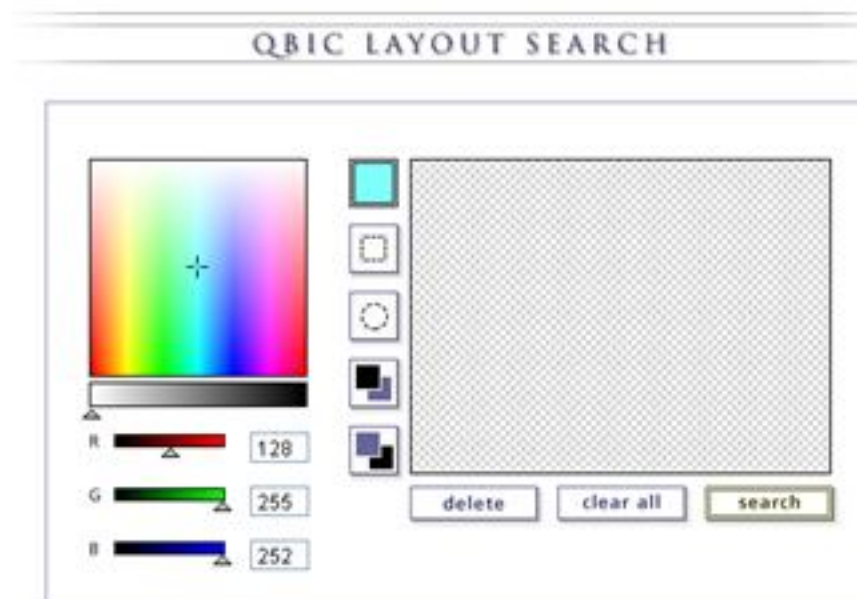 QBIC LAYOUT SEARCH
R 128
G 255
B 252
delete clear all search